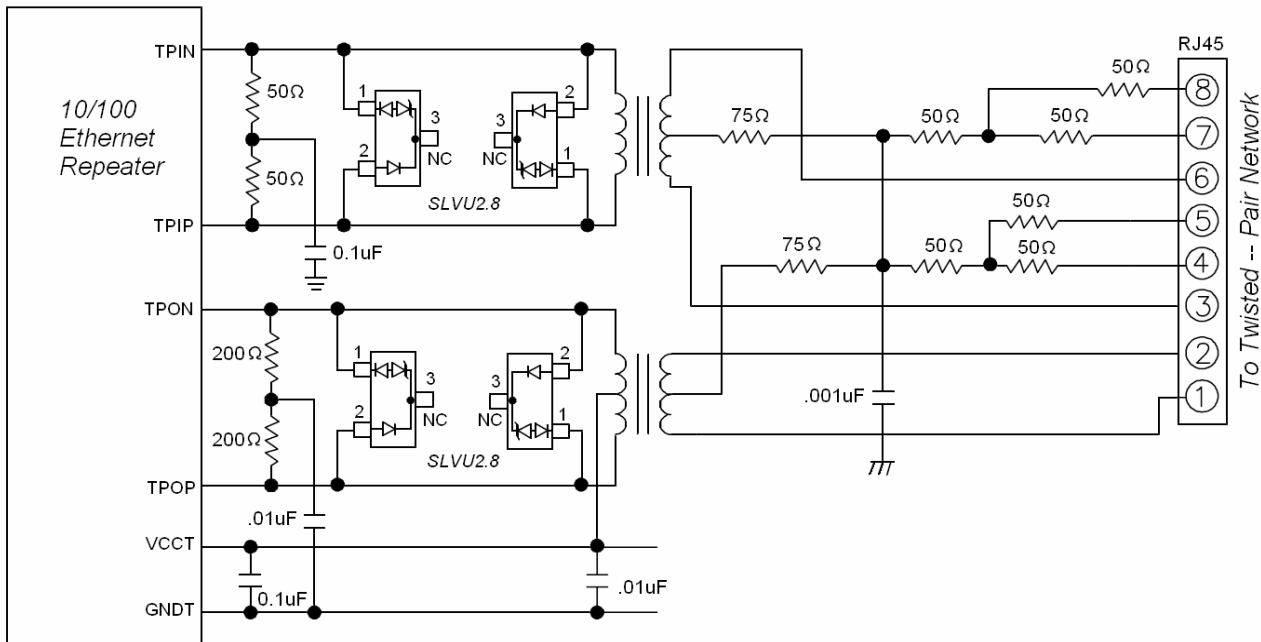 10/100
Ethernet
Repeater
TPIN
50Ω
50Ω
TPIP
0.1uF
1
2
3
NC
2
3
NC
1
SLVU2.8
TPON
200Ω
200Ω
TPOP
.01uF
1
2
3
NC
2
3
NC
1
SLVU2.8
VCCT
0.1uF
GNDT
.01uF
75Ω
50Ω
50Ω
50Ω
75Ω
50Ω
50Ω
50Ω
.001uF
RJ45
8
7
6
5
4
3
2
1
To Twisted -- Pair Network